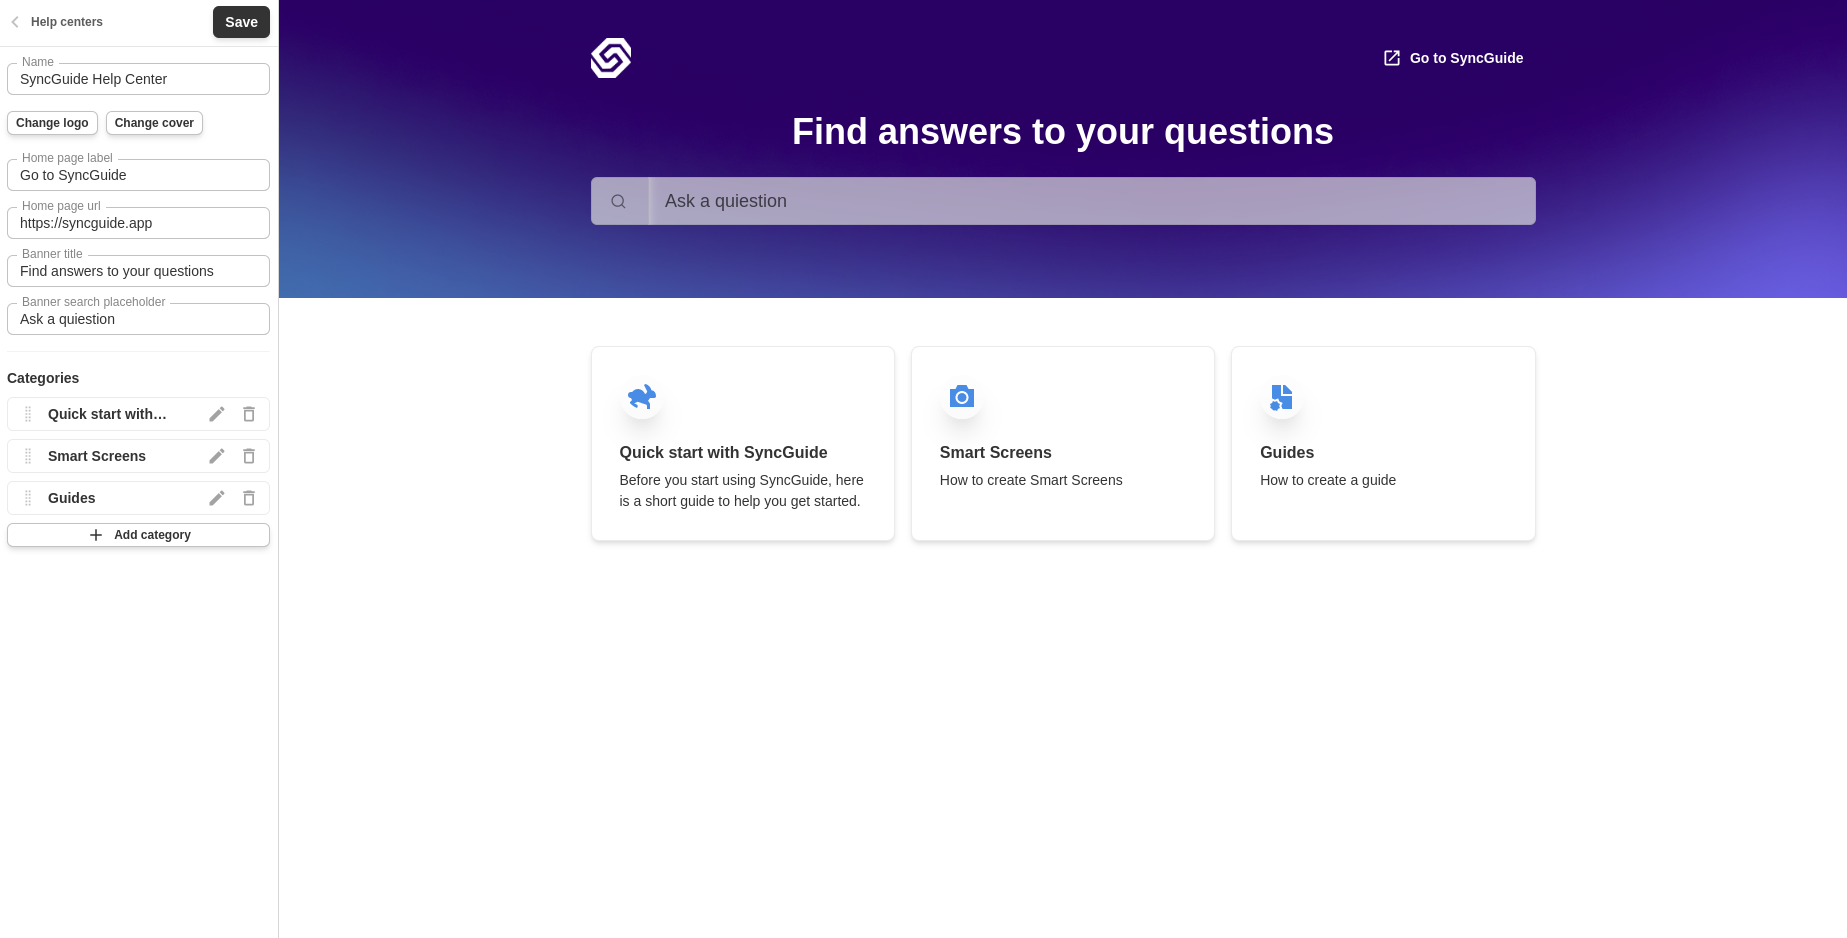 Help centers
Save
Name
SyncGuide Help Center
Change logo
Change cover
Home page label
Go to SyncGuide
Home page url
https://syncguide.app
Banner title
Find answers to your questions
Banner search placeholder
Ask a quiestion
Categories
Quick start with…
Smart Screens
Guides
Add category
Go to SyncGuide
Find answers to your questions
Ask a quiestion
Quick start with SyncGuide
Before you start using SyncGuide, here
is a short guide to help you get started.
Smart Screens
How to create Smart Screens
Guides
How to create a guide